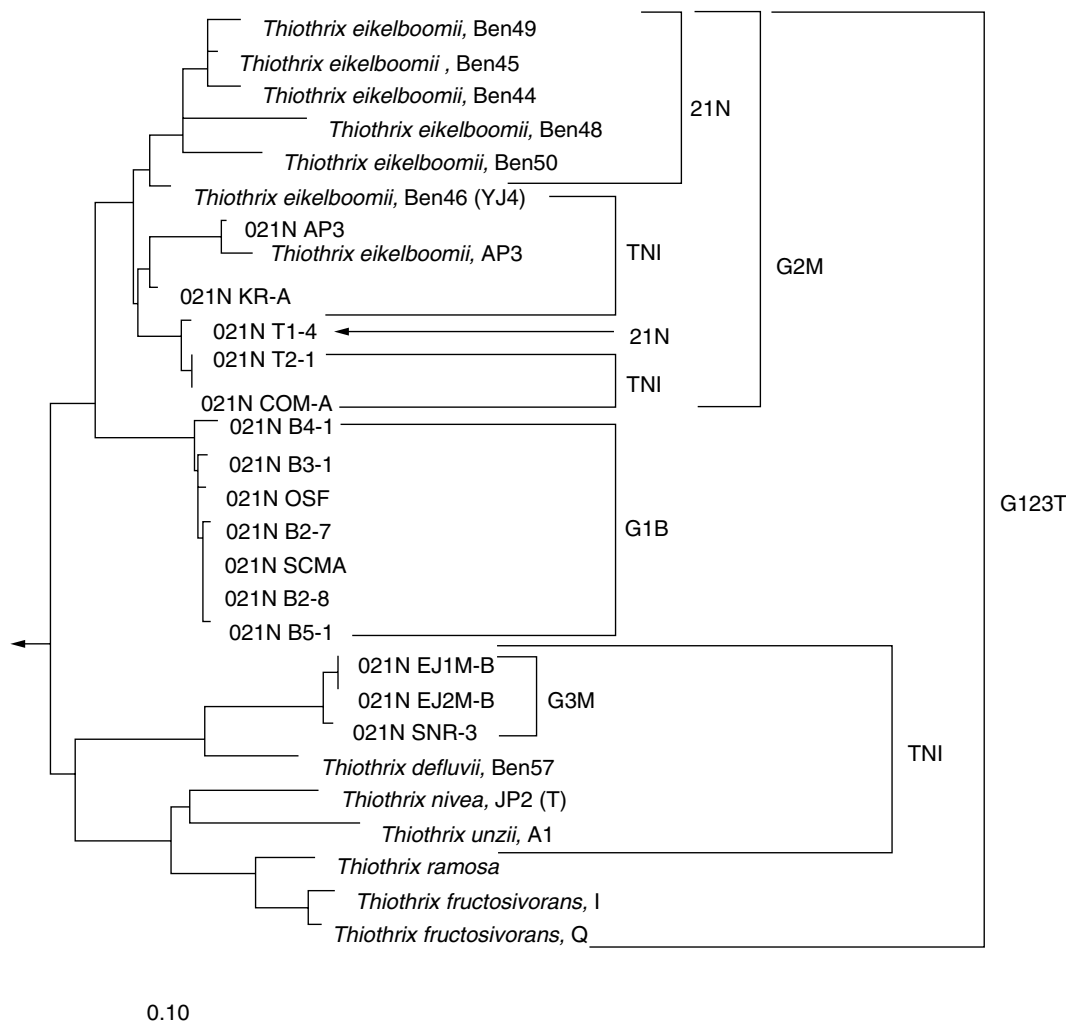 Thiothrix eikelboomii, Ben49
Thiothrix eikelboomii , Ben45
Thiothrix eikelboomii, Ben44
21N
Thiothrix eikelboomii, Ben48
Thiothrix eikelboomii, Ben50
Thiothrix eikelboomii, Ben46 (YJ4)
021N AP3
Thiothrix eikelboomii, AP3
TNI
G2M
021N KR-A
021N T1-4
21N
021N T2-1
TNI
021N COM-A
021N B4-1
021N B3-1
021N OSF
G123T
021N B2-7
G1B
021N SCMA
021N B2-8
021N B5-1
021N EJ1M-B
021N EJ2M-B
G3M
021N SNR-3
TNI
Thiothrix defluvii, Ben57
Thiothrix nivea, JP2 (T)
Thiothrix unzii, A1
Thiothrix ramosa
Thiothrix fructosivorans, I
Thiothrix fructosivorans, Q
0.10